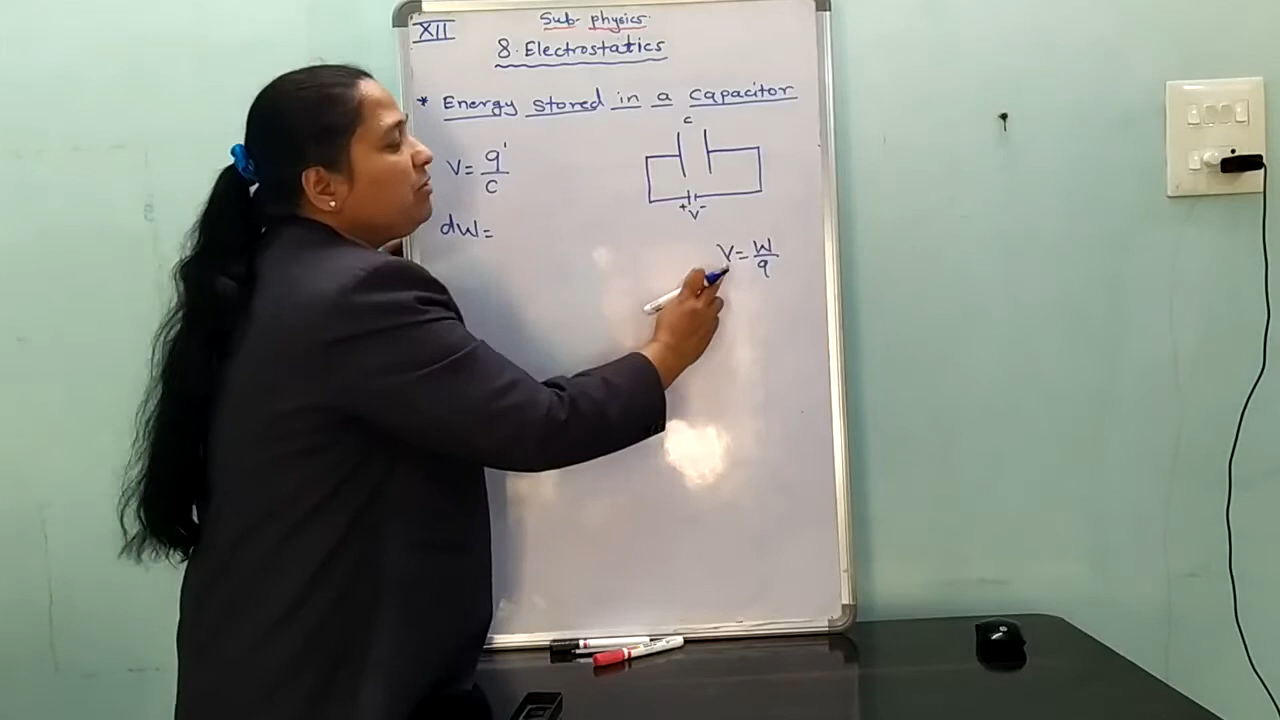 XII
Sub- physics.
8. Electrostatics
* Energy stored in a capacitor
C
V = q'/C
+ V -
dW =
V = W/q